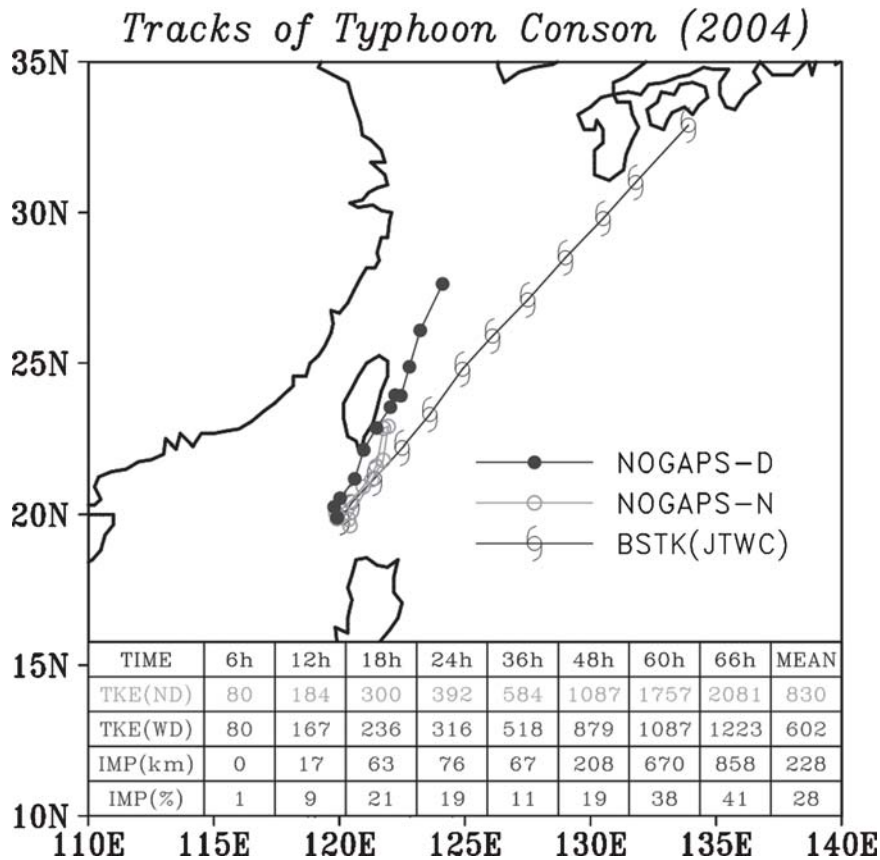 Tracks of Typhoon Conson (2004)
35N
30N
25N
NOGAPS-D
NOGAPS-N
20N
BSTK(JTWC)
15N
TIME 6h 12h 18h 24h 36h 48h 60h 66h MEAN
TKE(ND) 80 184 300 392 584 1087 1757 2081 830
TKE(WD) 80 167 236 316 518 879 1087 1223 602
IMP(km) 0 17 63 76 67 208 670 858 228
IMP(%) 1 9 21 19 11 19 38 41 28
10N
110E 115E 120E 125E 130E 135E 140E